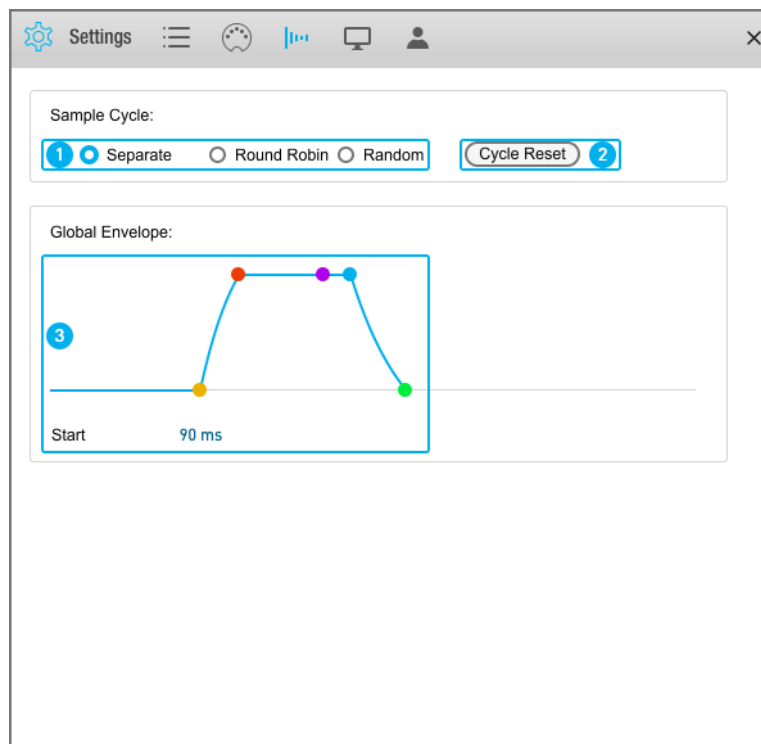 Settings
Sample Cycle:
1 Separate Round Robin Random Cycle Reset 2
Global Envelope:
3
Start 90 ms